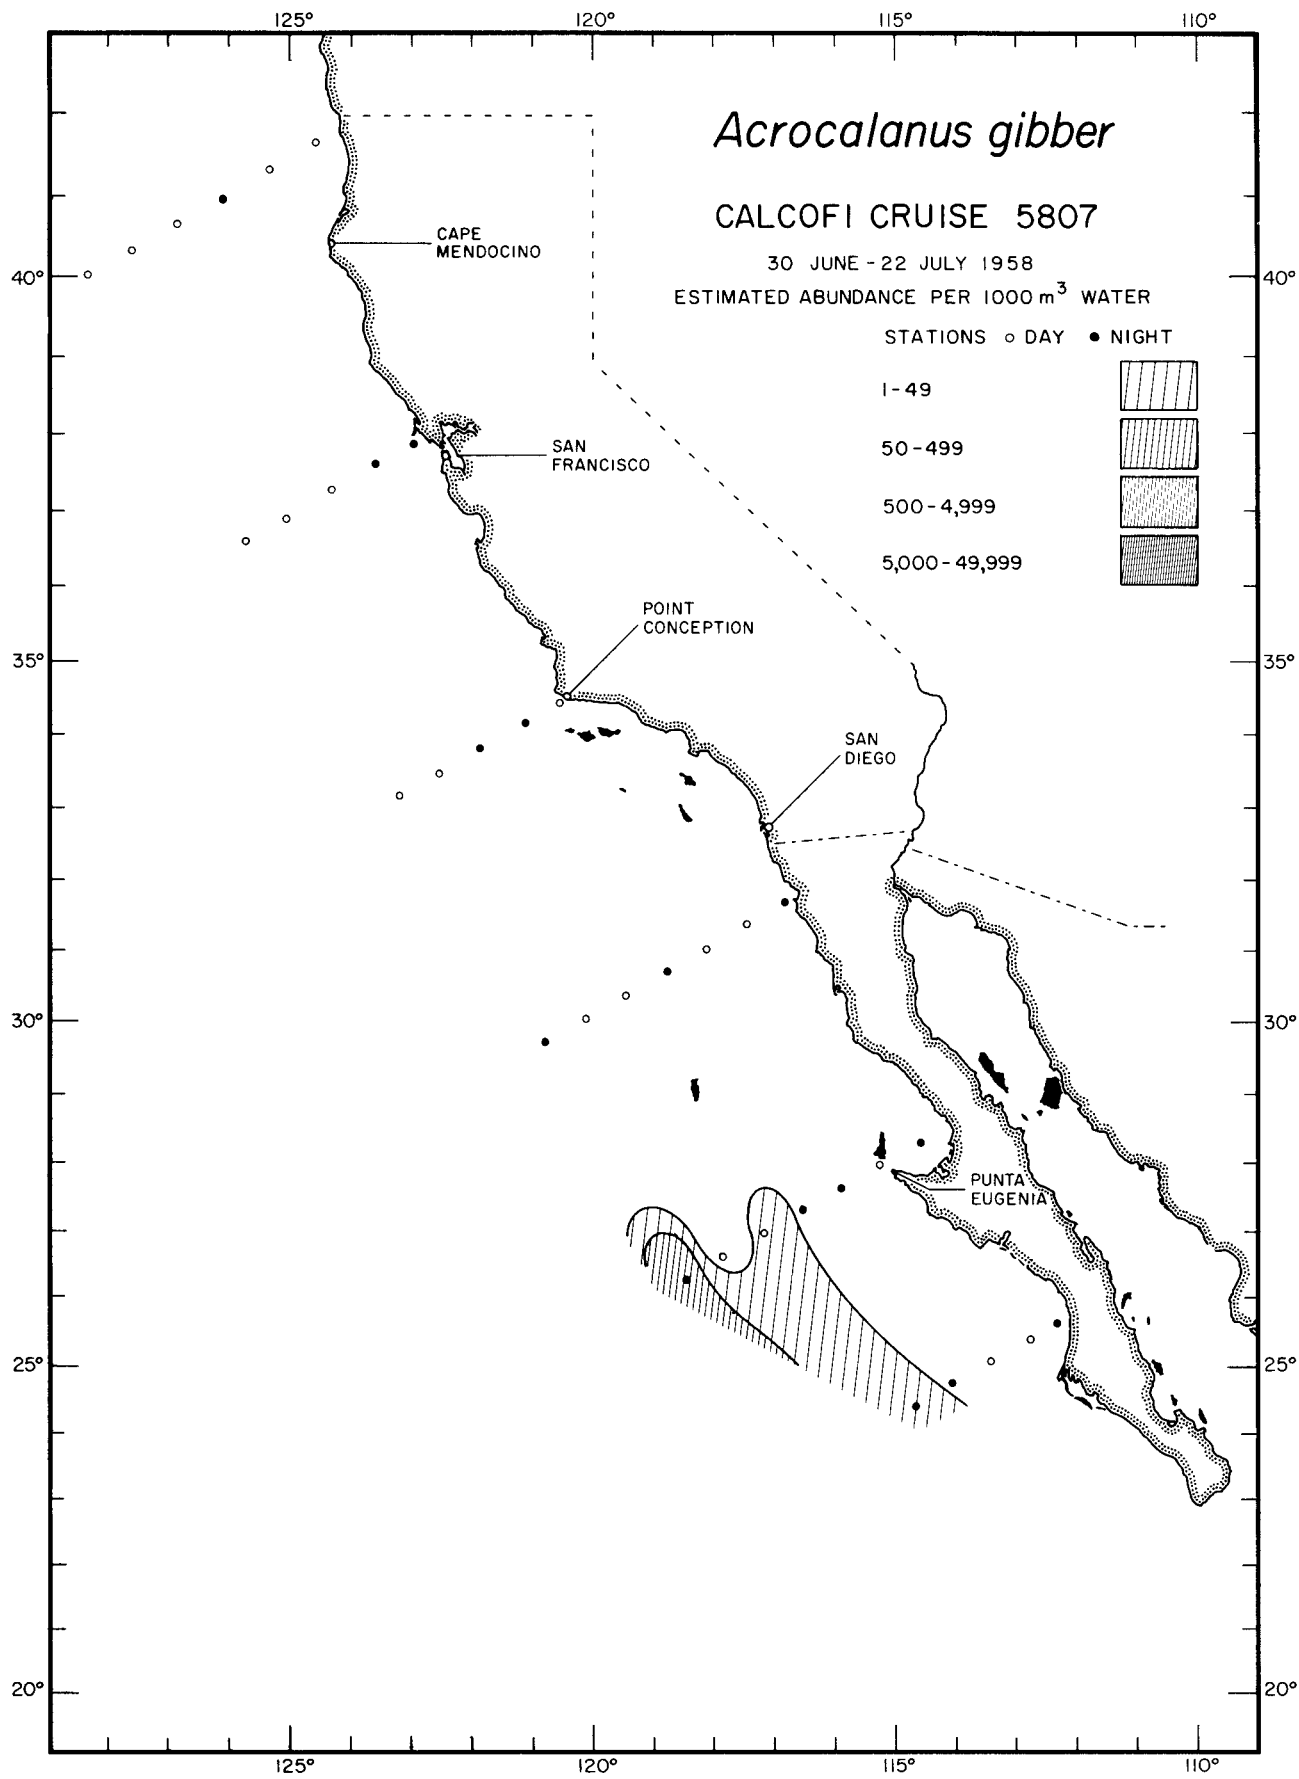 125°
120°
115°
110°
Acrocalanus gibber
CALCOFI CRUISE 5807
30 JUNE - 22 JULY 1958
ESTIMATED ABUNDANCE PER 1000 m³ WATER
STATIONS ○ DAY ● NIGHT
1-49
50-499
500-4,999
5,000-49,999
CAPE
MENDOCINO
40°
40°
SAN
FRANCISCO
POINT
CONCEPTION
35°
35°
SAN
DIEGO
30°
30°
PUNTA
EUGENIA
25°
25°
20°
20°
125°
120°
115°
110°